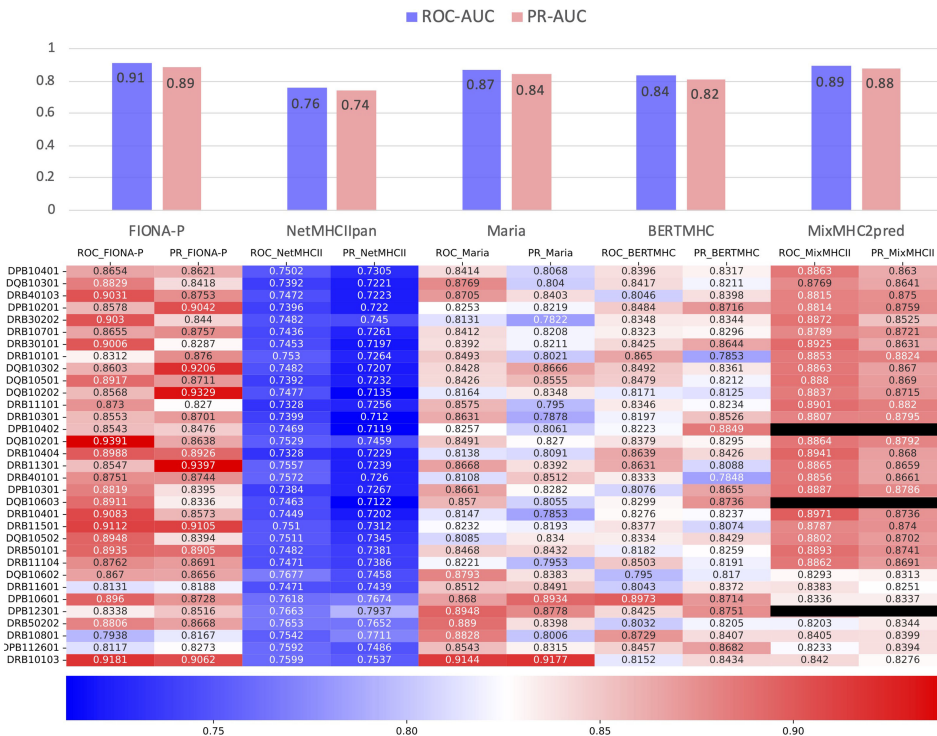 ROC-AUC PR-AUC
1
0.8
0.6
0.4
0.2
0
0.91 0.89 0.76 0.74 0.87 0.84 0.84 0.82 0.89 0.88
FIONA-P NetMHCIIpan Maria BERTMHC MixMHC2pred
ROC_FIONA-P PR_FIONA-P ROC_NetMHCII PR_NetMHCII ROC_Maria PR_Maria ROC_BERTMHC PR_BERTMHC ROC_MixMHCII PR_MixMHCII
DPB10401 0.8654 0.8621 0.7502 0.7305 0.8414 0.8068 0.8396 0.8317 0.8863 0.863
DQB10301 0.8829 0.8418 0.7392 0.7221 0.8769 0.804 0.8417 0.8211 0.8769 0.8641
DRB40103 0.9031 0.8753 0.7472 0.7223 0.8705 0.8403 0.8046 0.8398 0.8815 0.875
DPB10201 0.8578 0.9042 0.7396 0.722 0.8253 0.8219 0.8484 0.8716 0.8814 0.8759
DRB30202 0.903 0.844 0.7482 0.745 0.8131 0.7822 0.8348 0.8344 0.8872 0.8525
DRB10701 0.8655 0.8757 0.7436 0.7261 0.8412 0.8208 0.8323 0.8296 0.8789 0.8721
DRB30101 0.9006 0.8287 0.7453 0.7197 0.8392 0.8211 0.8425 0.8644 0.8925 0.8631
DRB10101 0.8312 0.876 0.753 0.7264 0.8493 0.8021 0.865 0.7853 0.8853 0.8824
DQB10302 0.8603 0.9206 0.7482 0.7207 0.8428 0.8666 0.8492 0.8361 0.8863 0.867
DQB10501 0.8917 0.8711 0.7392 0.7232 0.8426 0.8555 0.8479 0.8212 0.888 0.869
DQB10202 0.8568 0.9329 0.7477 0.7135 0.8164 0.8348 0.8171 0.8125 0.8837 0.8715
DRB11101 0.873 0.827 0.7328 0.7256 0.8575 0.795 0.8346 0.8234 0.8901 0.882
DRB10301 0.8553 0.8701 0.7399 0.712 0.8631 0.7878 0.8197 0.8526 0.8807 0.8795
DPB10402 0.8543 0.8476 0.7469 0.7119 0.8257 0.8061 0.8223 0.8849
DQB10201 0.9391 0.8638 0.7529 0.7459 0.8491 0.827 0.8379 0.8295 0.8864 0.8792
DRB10404 0.8988 0.8926 0.7328 0.7229 0.8138 0.8091 0.8639 0.8426 0.8941 0.868
DRB11301 0.8547 0.9397 0.7557 0.7239 0.8668 0.8392 0.8631 0.8088 0.8865 0.8659
DRB40101 0.8751 0.8744 0.7572 0.726 0.8108 0.8512 0.8333 0.7848 0.8856 0.8661
DPB10301 0.8819 0.8395 0.7384 0.7267 0.8661 0.8282 0.8076 0.8655 0.8887 0.8786
DQB10603 0.8911 0.8336 0.7463 0.7122 0.857 0.8055 0.8299 0.8736
DRB10401 0.9083 0.8573 0.7449 0.7202 0.8147 0.7853 0.8276 0.8237 0.8971 0.8736
DRB11501 0.9112 0.9105 0.751 0.7312 0.8232 0.8193 0.8377 0.8074 0.8787 0.874
DQB10502 0.8948 0.8394 0.7511 0.7345 0.8085 0.834 0.8334 0.8429 0.8802 0.8702
DRB50101 0.8935 0.8905 0.7482 0.7381 0.8468 0.8432 0.8182 0.8259 0.8893 0.8741
DRB11104 0.8762 0.8691 0.7471 0.7386 0.8221 0.7953 0.8503 0.8191 0.8862 0.8691
DQB10602 0.867 0.8656 0.7677 0.7458 0.8793 0.8383 0.795 0.817 0.8293 0.8313
DRB11601 0.8131 0.8188 0.7471 0.7439 0.8512 0.8491 0.8043 0.8372 0.8383 0.8251
DPB10601 0.896 0.8728 0.7618 0.7674 0.868 0.8934 0.8973 0.8714 0.8336 0.8337
DPB12301 0.8338 0.8516 0.7663 0.7937 0.8948 0.8778 0.8425 0.8751
DRB50202 0.8806 0.8668 0.7653 0.7652 0.889 0.8398 0.8032 0.8205 0.8203 0.8344
DRB10801 0.7938 0.8167 0.7542 0.7711 0.8828 0.8006 0.8729 0.8407 0.8405 0.8399
PB112601 0.8117 0.8273 0.7592 0.7486 0.8543 0.8315 0.8457 0.8682 0.8233 0.8394
DRB10103 0.9181 0.9062 0.7599 0.7537 0.9144 0.9177 0.8152 0.8434 0.842 0.8276
0.75 0.80 0.85 0.90